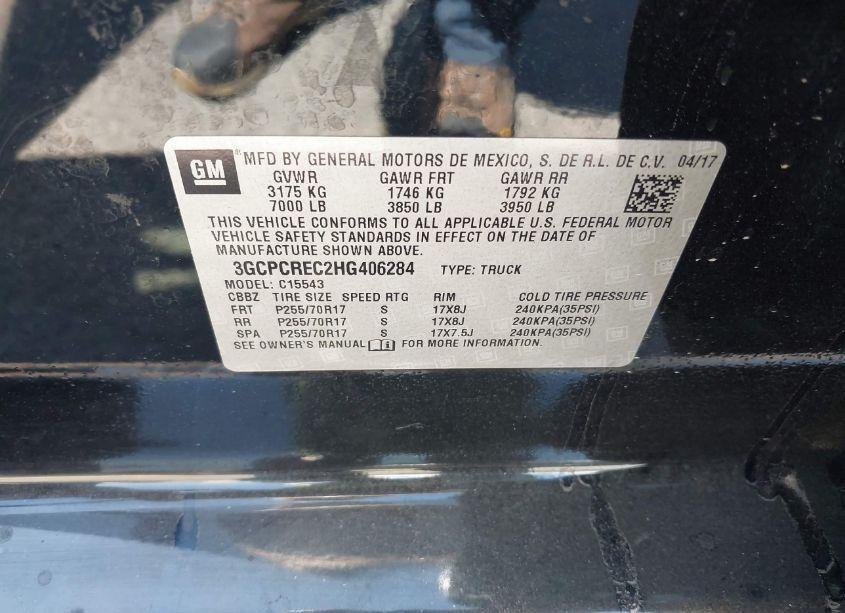 GM ® MFD BY GENERAL MOTORS DE MEXICO, S. DE R.L. DE C.V. 04/17
GVWR GAWR FRT GAWR RR
3175 KG 1746 KG 1792 KG
7000 LB 3850 LB 3950 LB
THIS VEHICLE CONFORMS TO ALL APPLICABLE U.S. FEDERAL MOTOR
VEHICLE SAFETY STANDARDS IN EFFECT ON THE DATE OF
MANUFACTURE SHOWN ABOVE.
3GCPCREC2HG406284 TYPE: TRUCK
MODEL: C15543
CBBZ TIRE SIZE SPEED RTG RIM COLD TIRE PRESSURE
FRT P255/70R17 S 17X8J 240KPA(35PSI)
RR P255/70R17 S 17X8J 240KPA(35PSI)
SPA P255/70R17 S 17X7.5J 240KPA(35PSI)
SEE OWNER'S MANUAL FOR MORE INFORMATION.